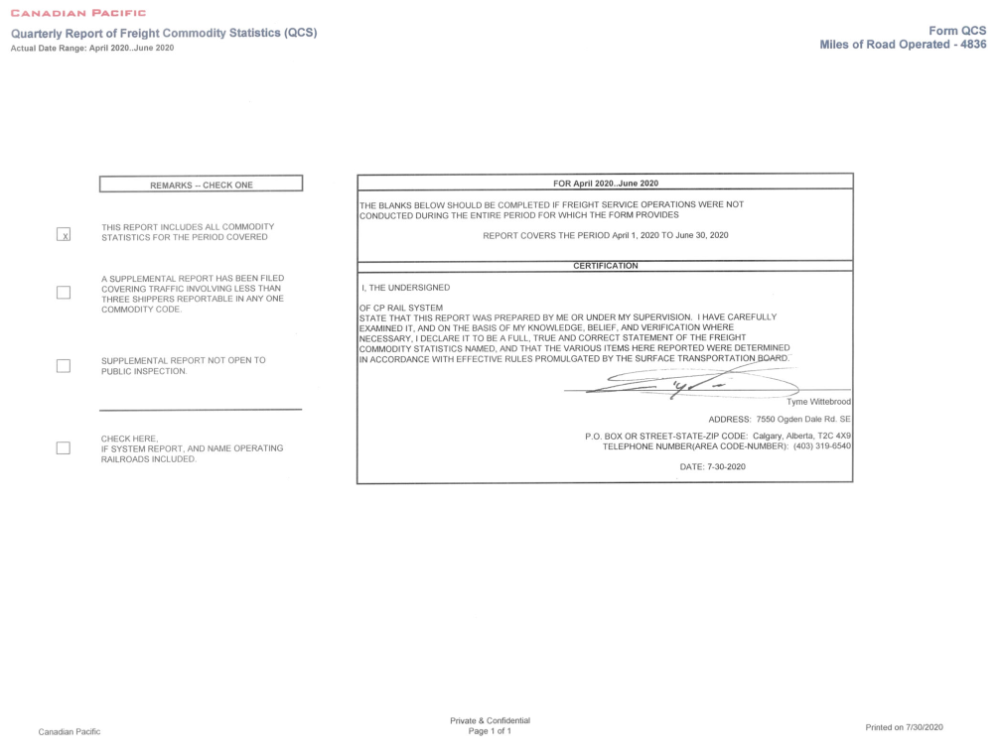 CANADIAN PACIFIC
Quarterly Report of Freight Commodity Statistics (QCS)
Actual Date Range: April 2020..June 2020
Form QCS
Miles of Road Operated - 4836
REMARKS -- CHECK ONE
X
THIS REPORT INCLUDES ALL COMMODITY
STATISTICS FOR THE PERIOD COVERED
A SUPPLEMENTAL REPORT HAS BEEN FILED
COVERING TRAFFIC INVOLVING LESS THAN
THREE SHIPPERS REPORTABLE IN ANY ONE
COMMODITY CODE.
SUPPLEMENTAL REPORT NOT OPEN TO
PUBLIC INSPECTION.
CHECK HERE,
IF SYSTEM REPORT, AND NAME OPERATING
RAILROADS INCLUDED.
FOR April 2020..June 2020
THE BLANKS BELOW SHOULD BE COMPLETED IF FREIGHT SERVICE OPERATIONS WERE NOT
CONDUCTED DURING THE ENTIRE PERIOD FOR WHICH THE FORM PROVIDES
REPORT COVERS THE PERIOD April 1, 2020 TO June 30, 2020
CERTIFICATION
I, THE UNDERSIGNED
OF CP RAIL SYSTEM
STATE THAT THIS REPORT WAS PREPARED BY ME OR UNDER MY SUPERVISION. I HAVE CAREFULLY
EXAMINED IT, AND ON THE BASIS OF MY KNOWLEDGE, BELIEF, AND VERIFICATION WHERE
NECESSARY, I DECLARE IT TO BE A FULL, TRUE AND CORRECT STATEMENT OF THE FREIGHT
COMMODITY STATISTICS NAMED, AND THAT THE VARIOUS ITEMS HERE REPORTED WERE DETERMINED
IN ACCORDANCE WITH EFFECTIVE RULES PROMULGATED BY THE SURFACE TRANSPORTATION BOARD.
Tyme Wittebrood
ADDRESS: 7550 Ogden Dale Rd. SE
P.O. BOX OR STREET-STATE-ZIP CODE: Calgary, Alberta, T2C 4X9
TELEPHONE NUMBER(AREA CODE-NUMBER): (403) 319-6540
DATE: 7-30-2020
Canadian Pacific
Private & Confidential
Page 1 of 1
Printed on 7/30/2020